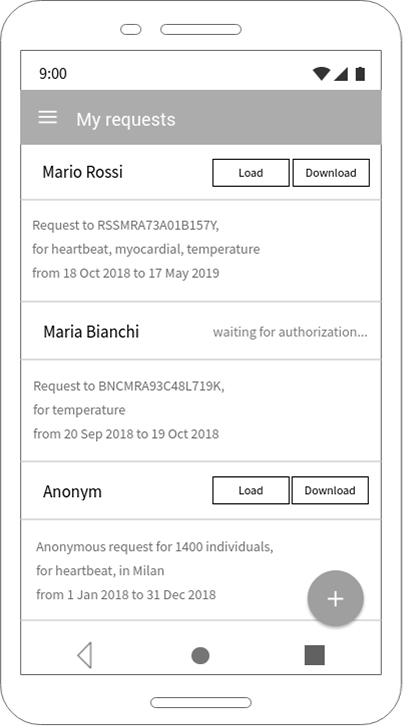 9:00
My requests
Mario Rossi Load Download
Request to RSSMRA73A01B157Y,
for heartbeat, myocardial, temperature
from 18 Oct 2018 to 17 May 2019
Maria Bianchi waiting for authorization...
Request to BNCMRA93C48L719K,
for temperature
from 20 Sep 2018 to 19 Oct 2018
Anonym Load Download
Anonymous request for 1400 individuals,
for heartbeat, in Milan
from 1 Jan 2018 to 31 Dec 2018
+